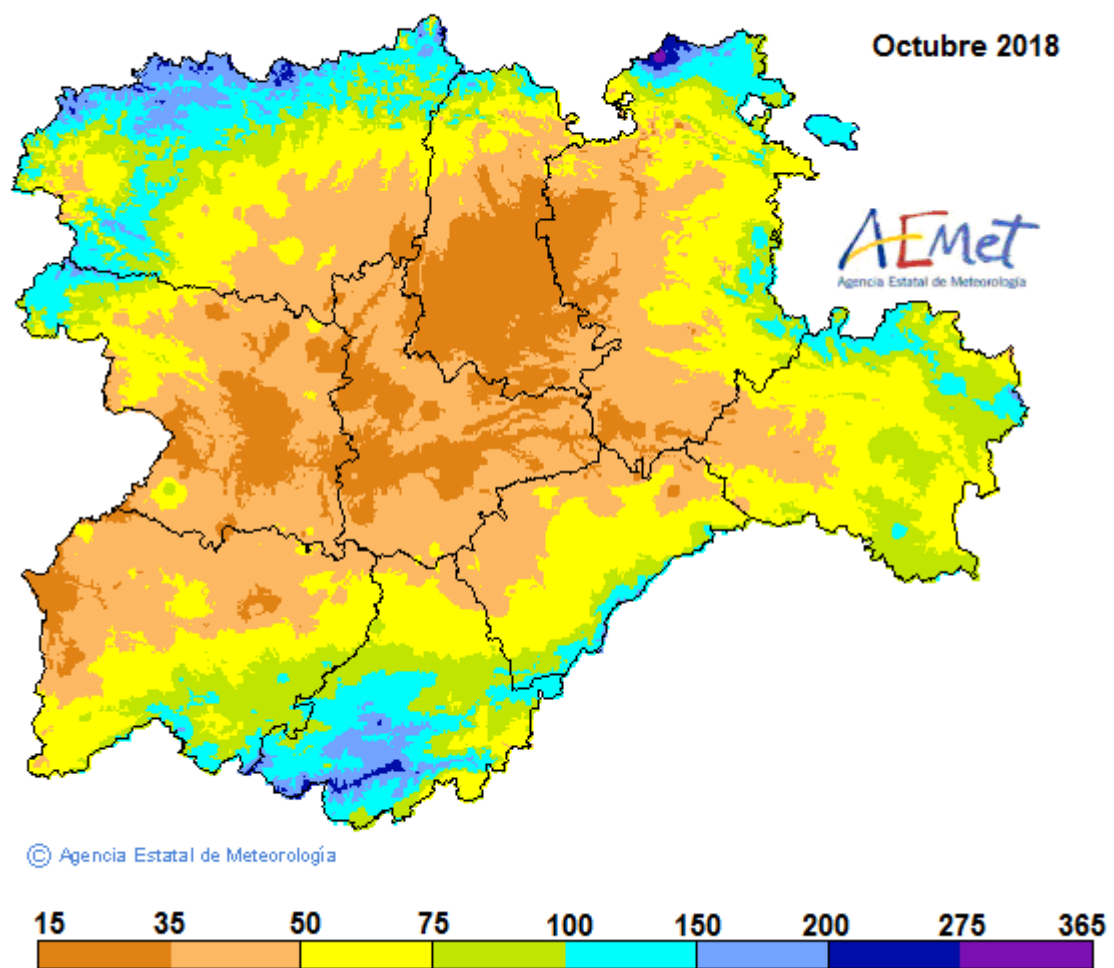 Octubre 2018
AEMet
Agencia Estatal de Meteorología
© Agencia Estatal de Meteorología
15 35 50 75 100 150 200 275 365